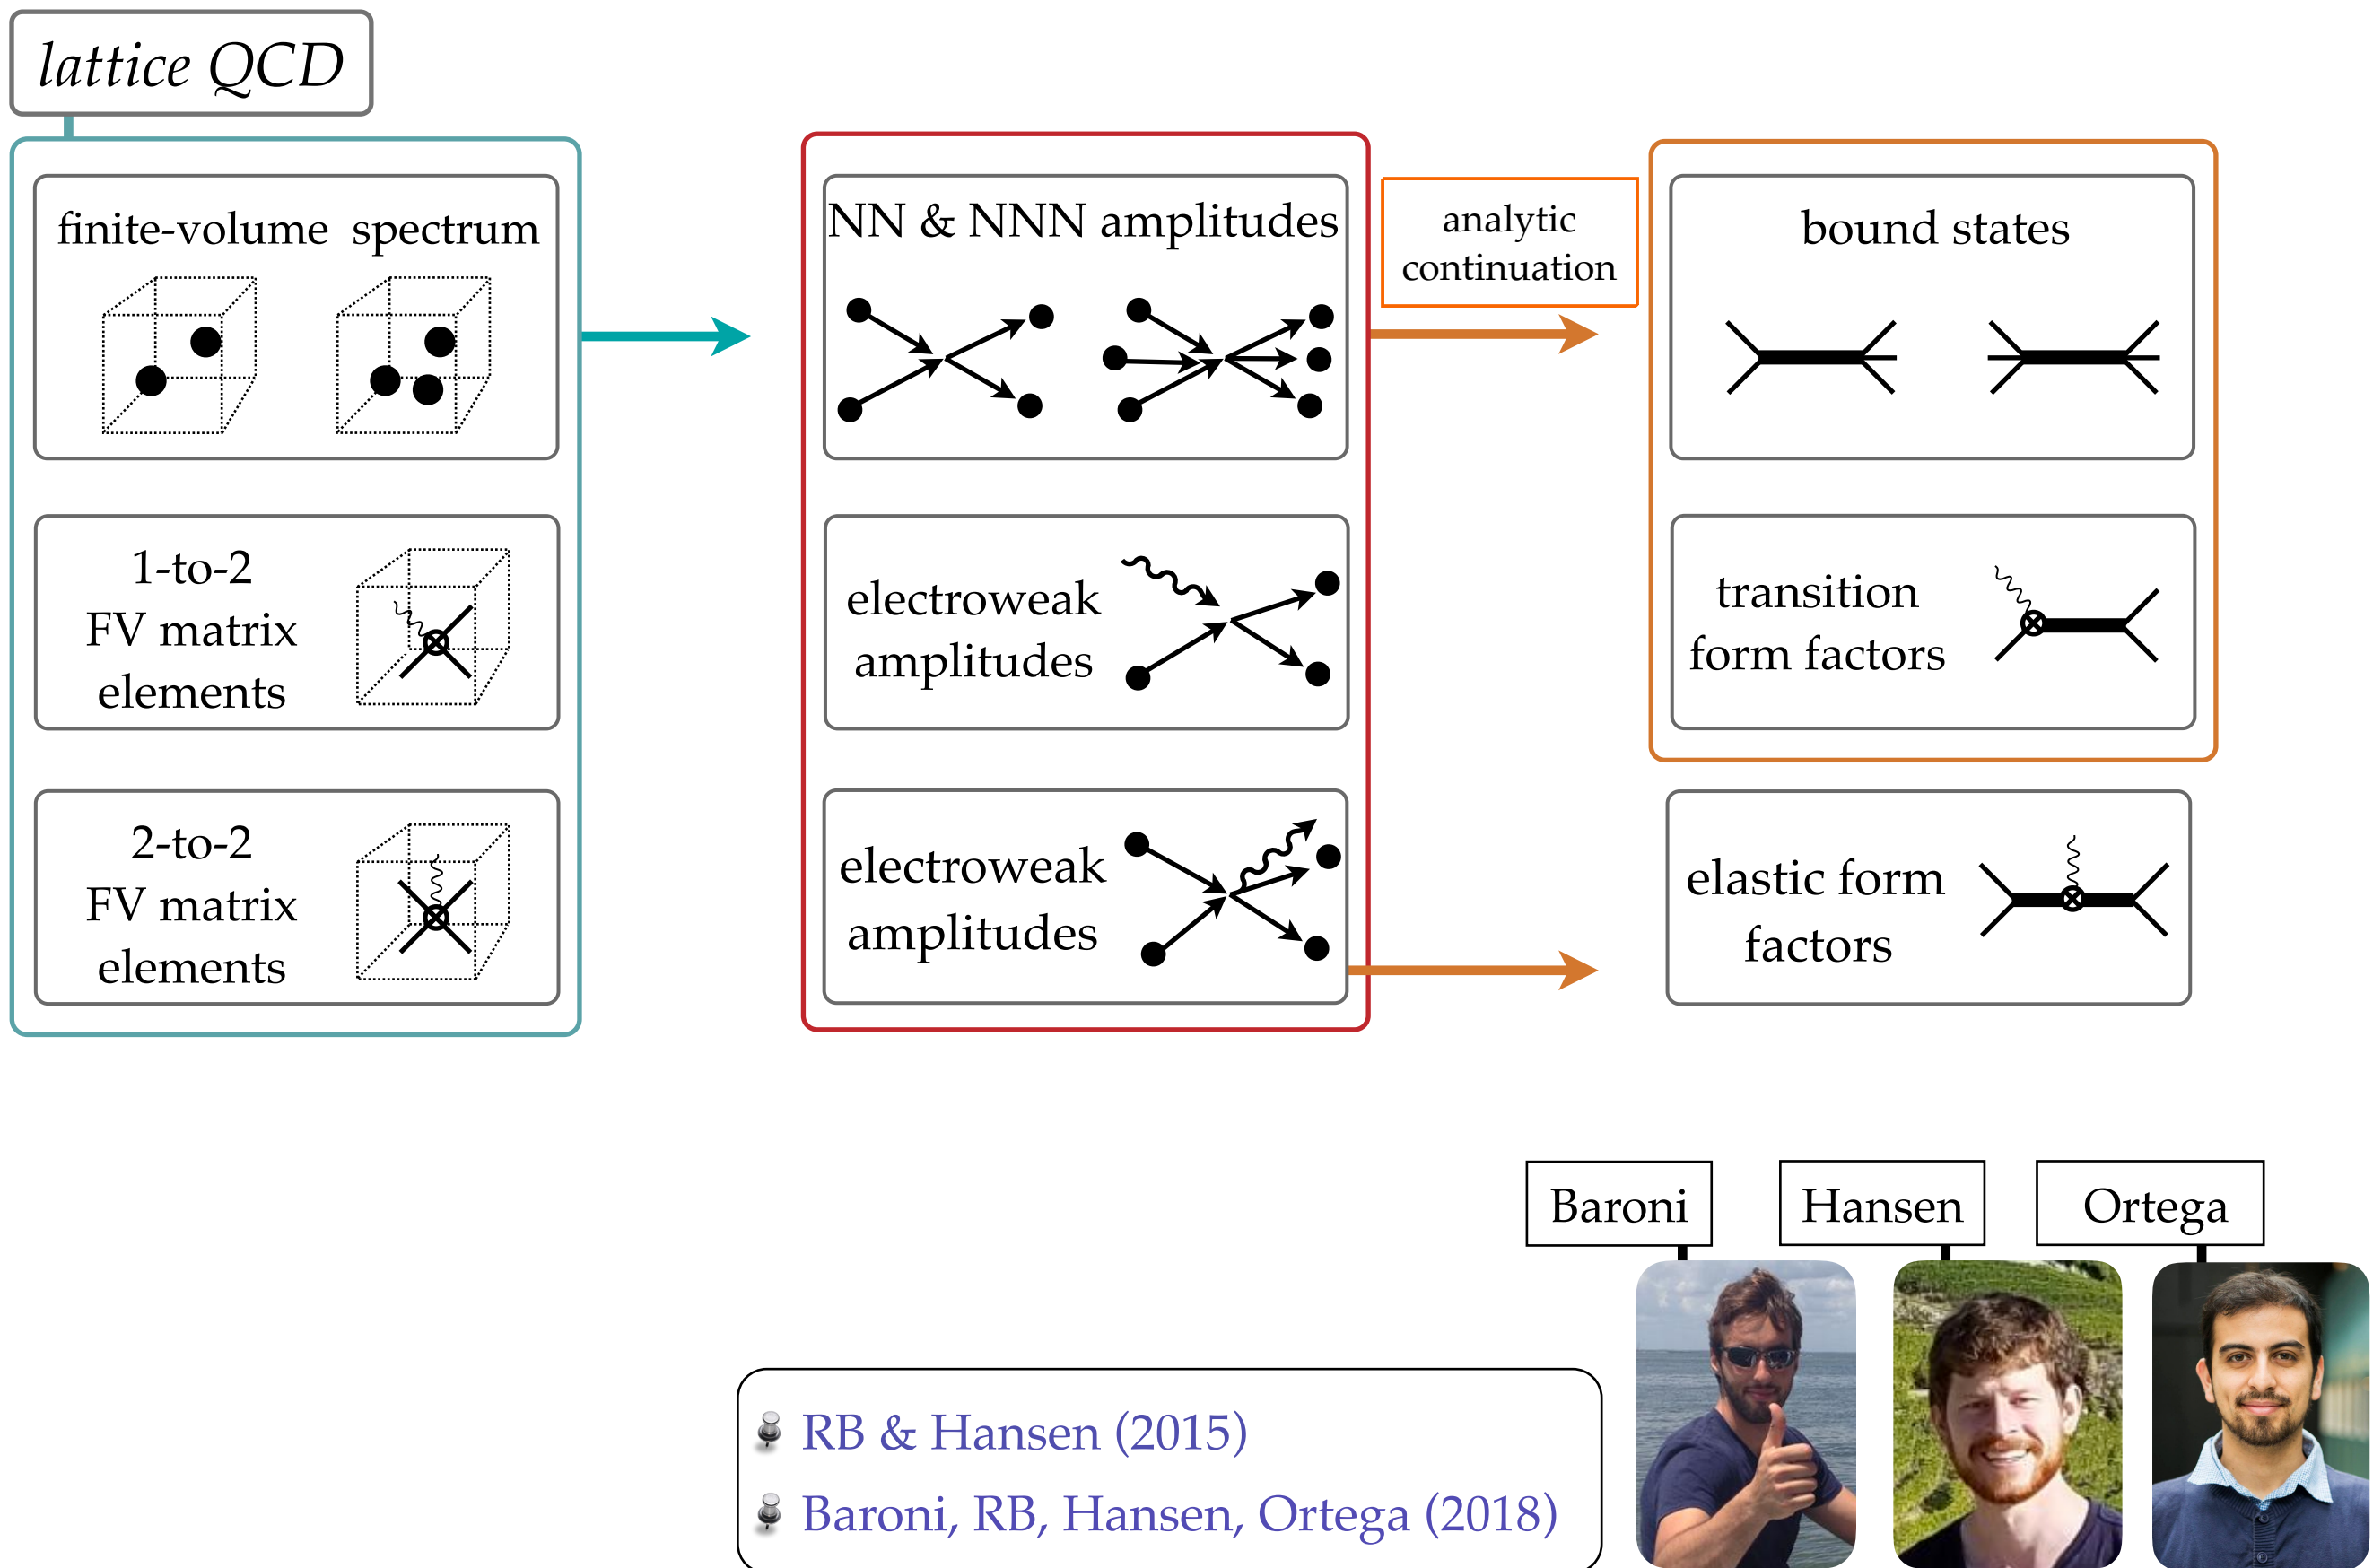 lattice QCD
finite-volume spectrum
1-to-2
FV matrix
elements
2-to-2
FV matrix
elements
NN & NNN amplitudes
electroweak
amplitudes
electroweak
amplitudes
analytic
continuation
bound states
transition
form factors
elastic form
factors
Baroni
Hansen
Ortega
RB & Hansen (2015)
Baroni, RB, Hansen, Ortega (2018)